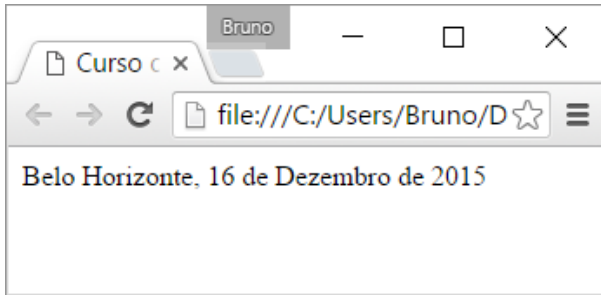 Bruno
Curso
file:///C:/Users/Bruno/D
Belo Horizonte, 16 de Dezembro de 2015